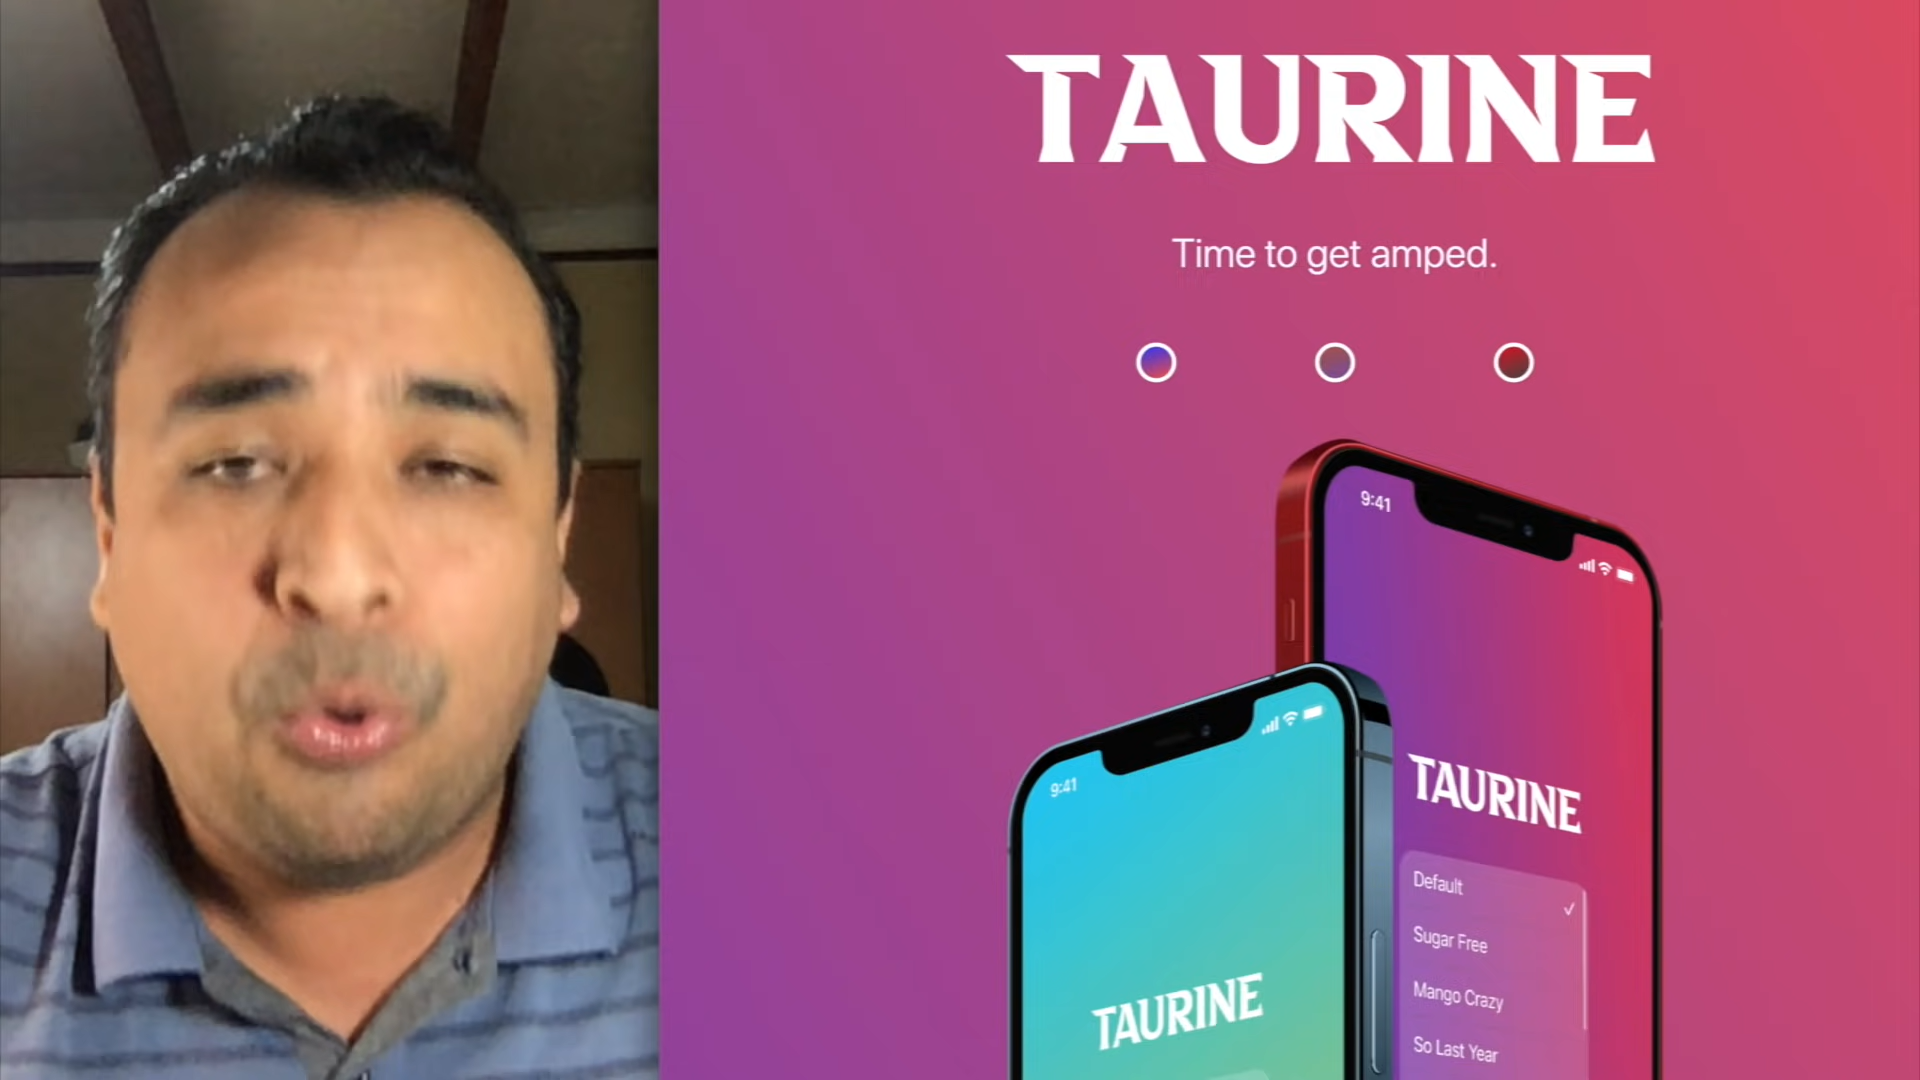 TAURINE
Time to get amped.
9:41
TAURINE
Default
Sugar Free
Mango Crazy
So Last Year
9:41
TAURINE